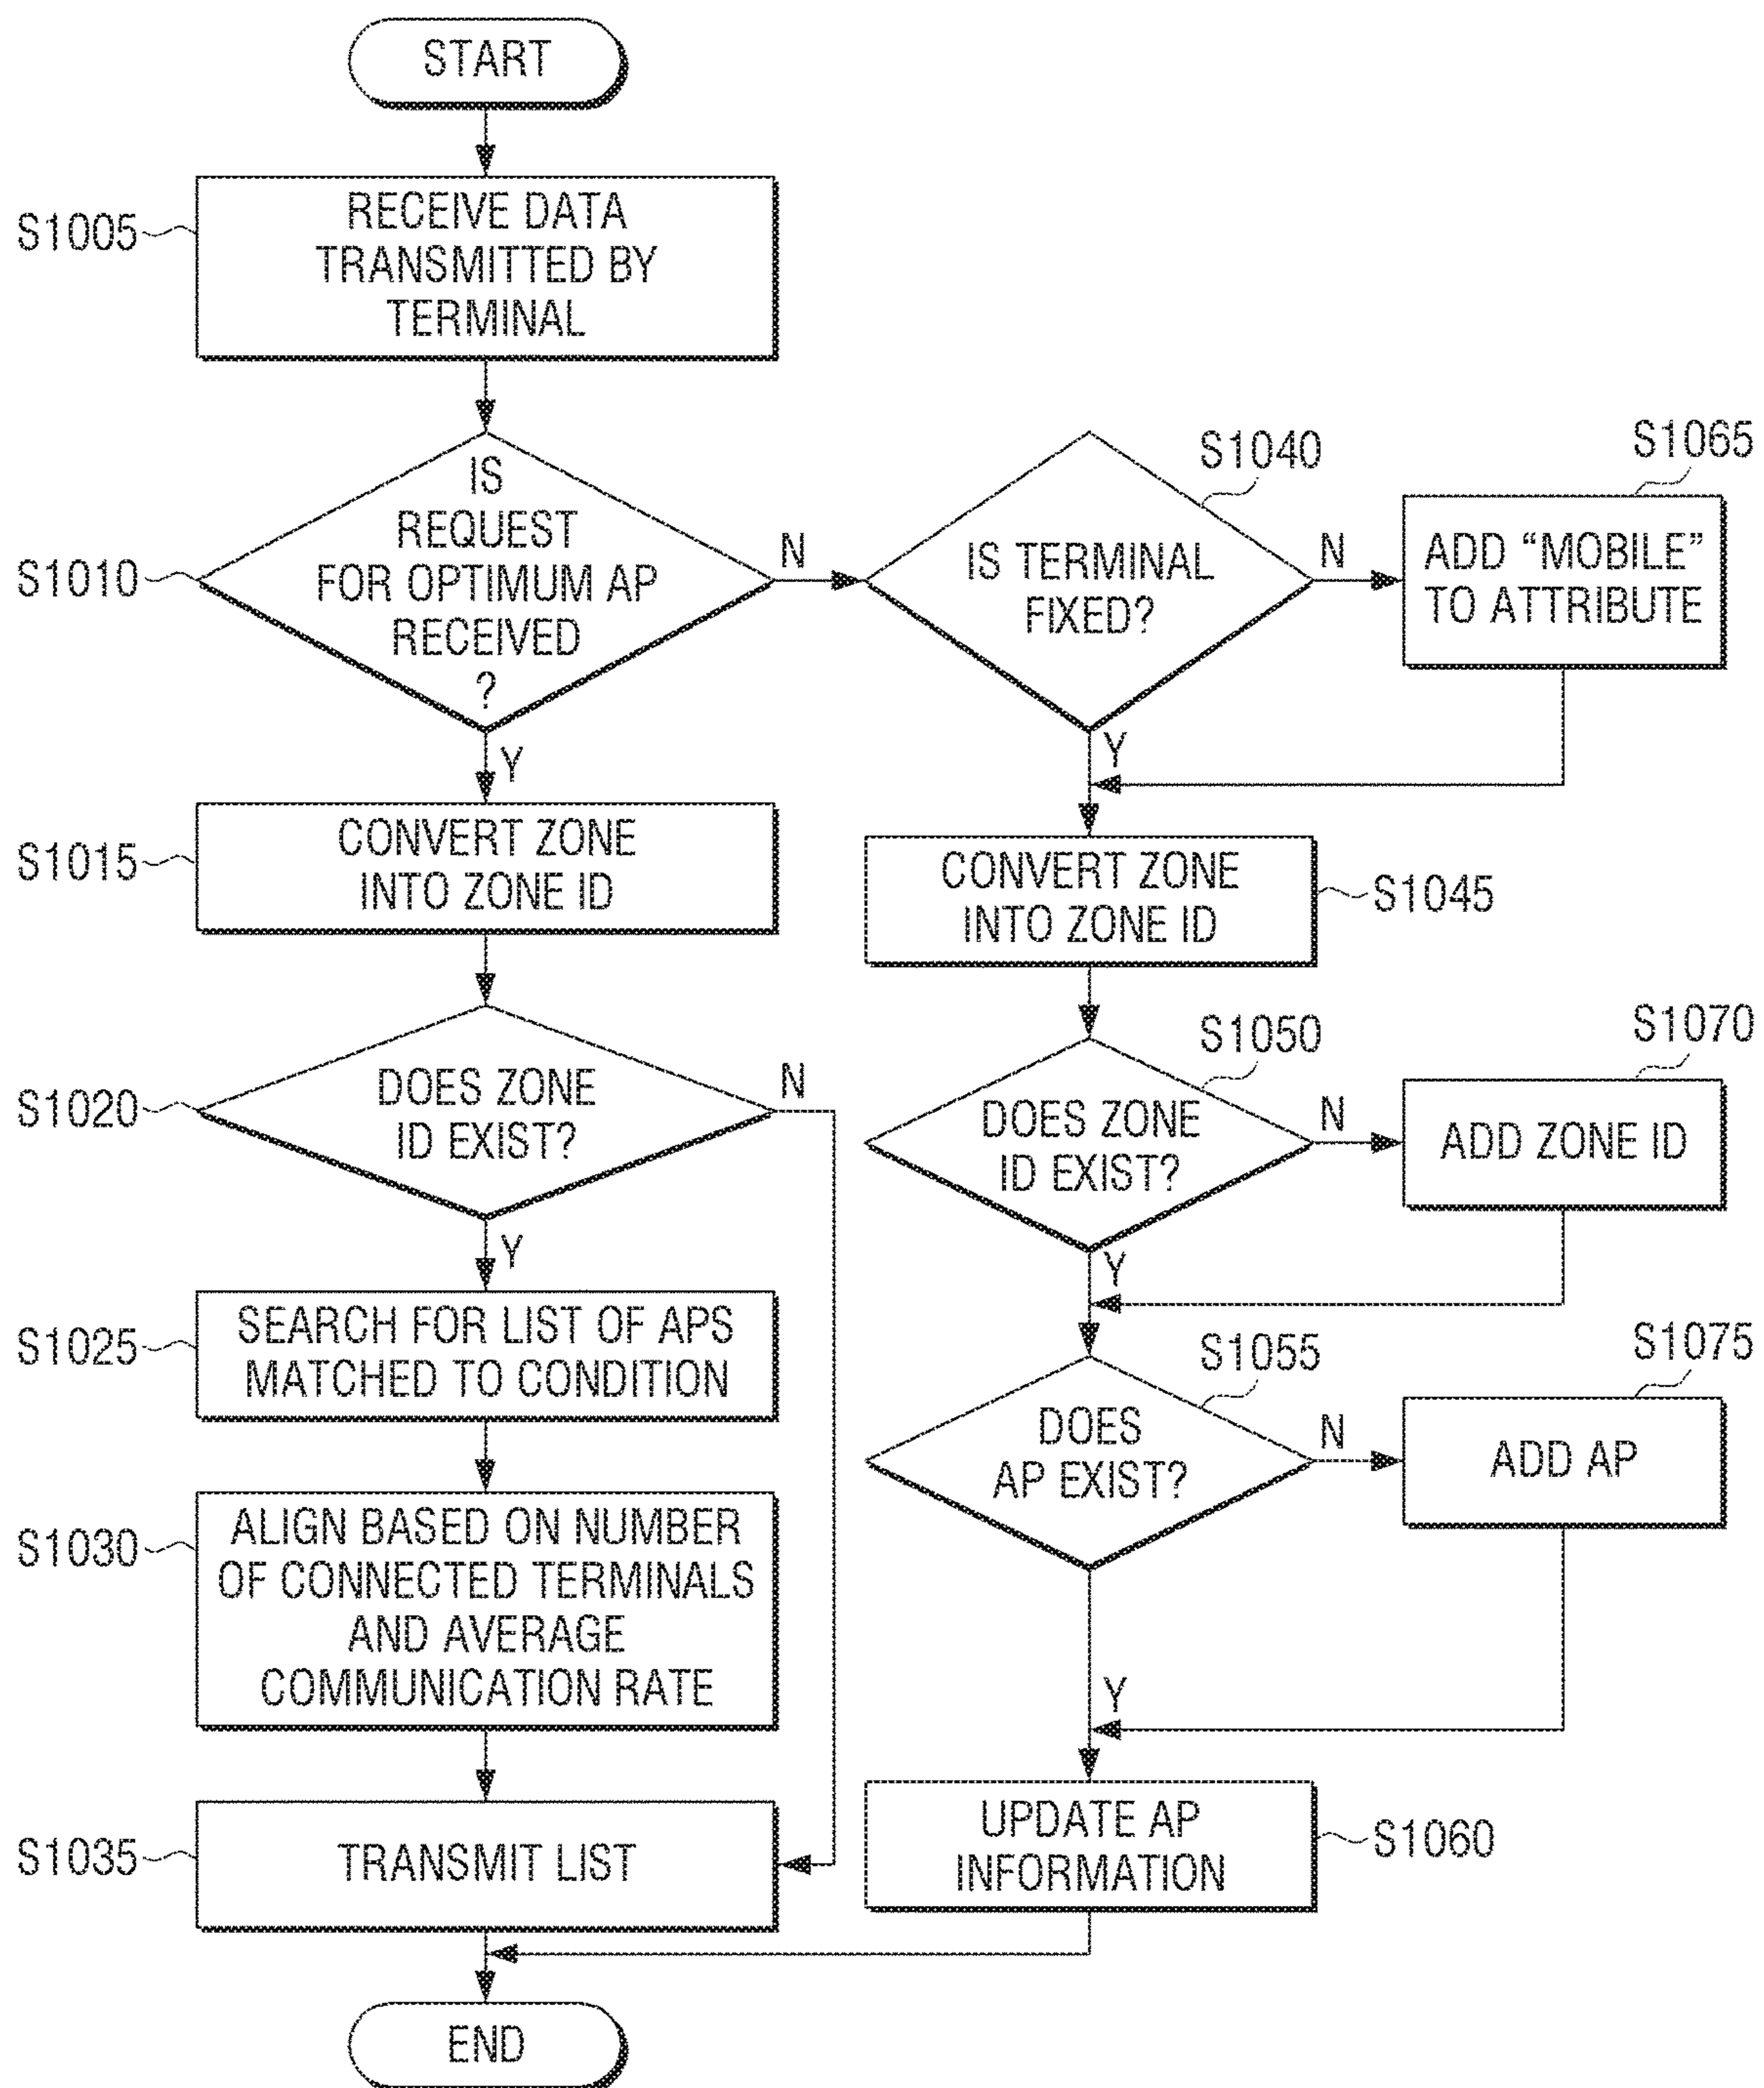 START
S1005
RECEIVE DATA
TRANSMITTED BY
TERMINAL
S1010
IS
REQUEST
FOR OPTIMUM AP
RECEIVED
?
N
Y
S1040
IS TERMINAL
FIXED?
N
Y
S1065
ADD “MOBILE”
TO ATTRIBUTE
S1015
CONVERT ZONE
INTO ZONE ID
CONVERT ZONE
INTO ZONE ID
S1045
S1020
DOES ZONE
ID EXIST?
N
Y
S1050
DOES ZONE
ID EXIST?
N
Y
S1070
ADD ZONE ID
S1025
SEARCH FOR LIST OF APS
MATCHED TO CONDITION
S1055
DOES
AP EXIST?
N
Y
S1075
ADD AP
S1030
ALIGN BASED ON NUMBER
OF CONNECTED TERMINALS
AND AVERAGE
COMMUNICATION RATE
S1035
TRANSMIT LIST
UPDATE AP
INFORMATION
S1060
END